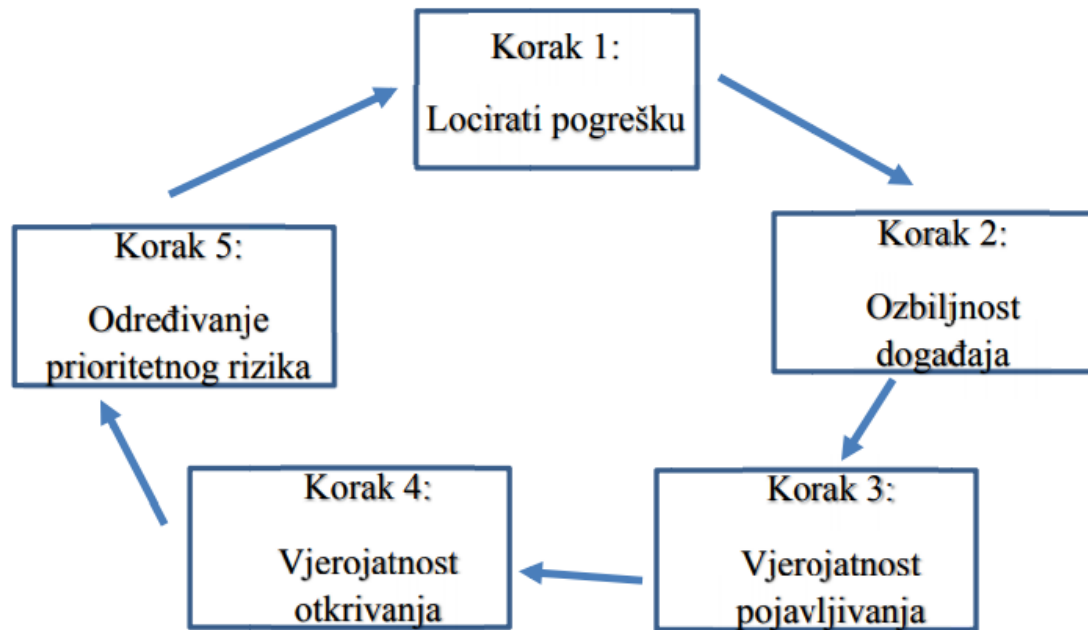 Korak 1:
Locirati pogrešku
Korak 2:
Ozbiljnost
događaja
Korak 3:
Vjerojatnost
pojavljivanja
Korak 4:
Vjerojatnost
otkrivanja
Korak 5:
Određivanje
prioritetnog rizika